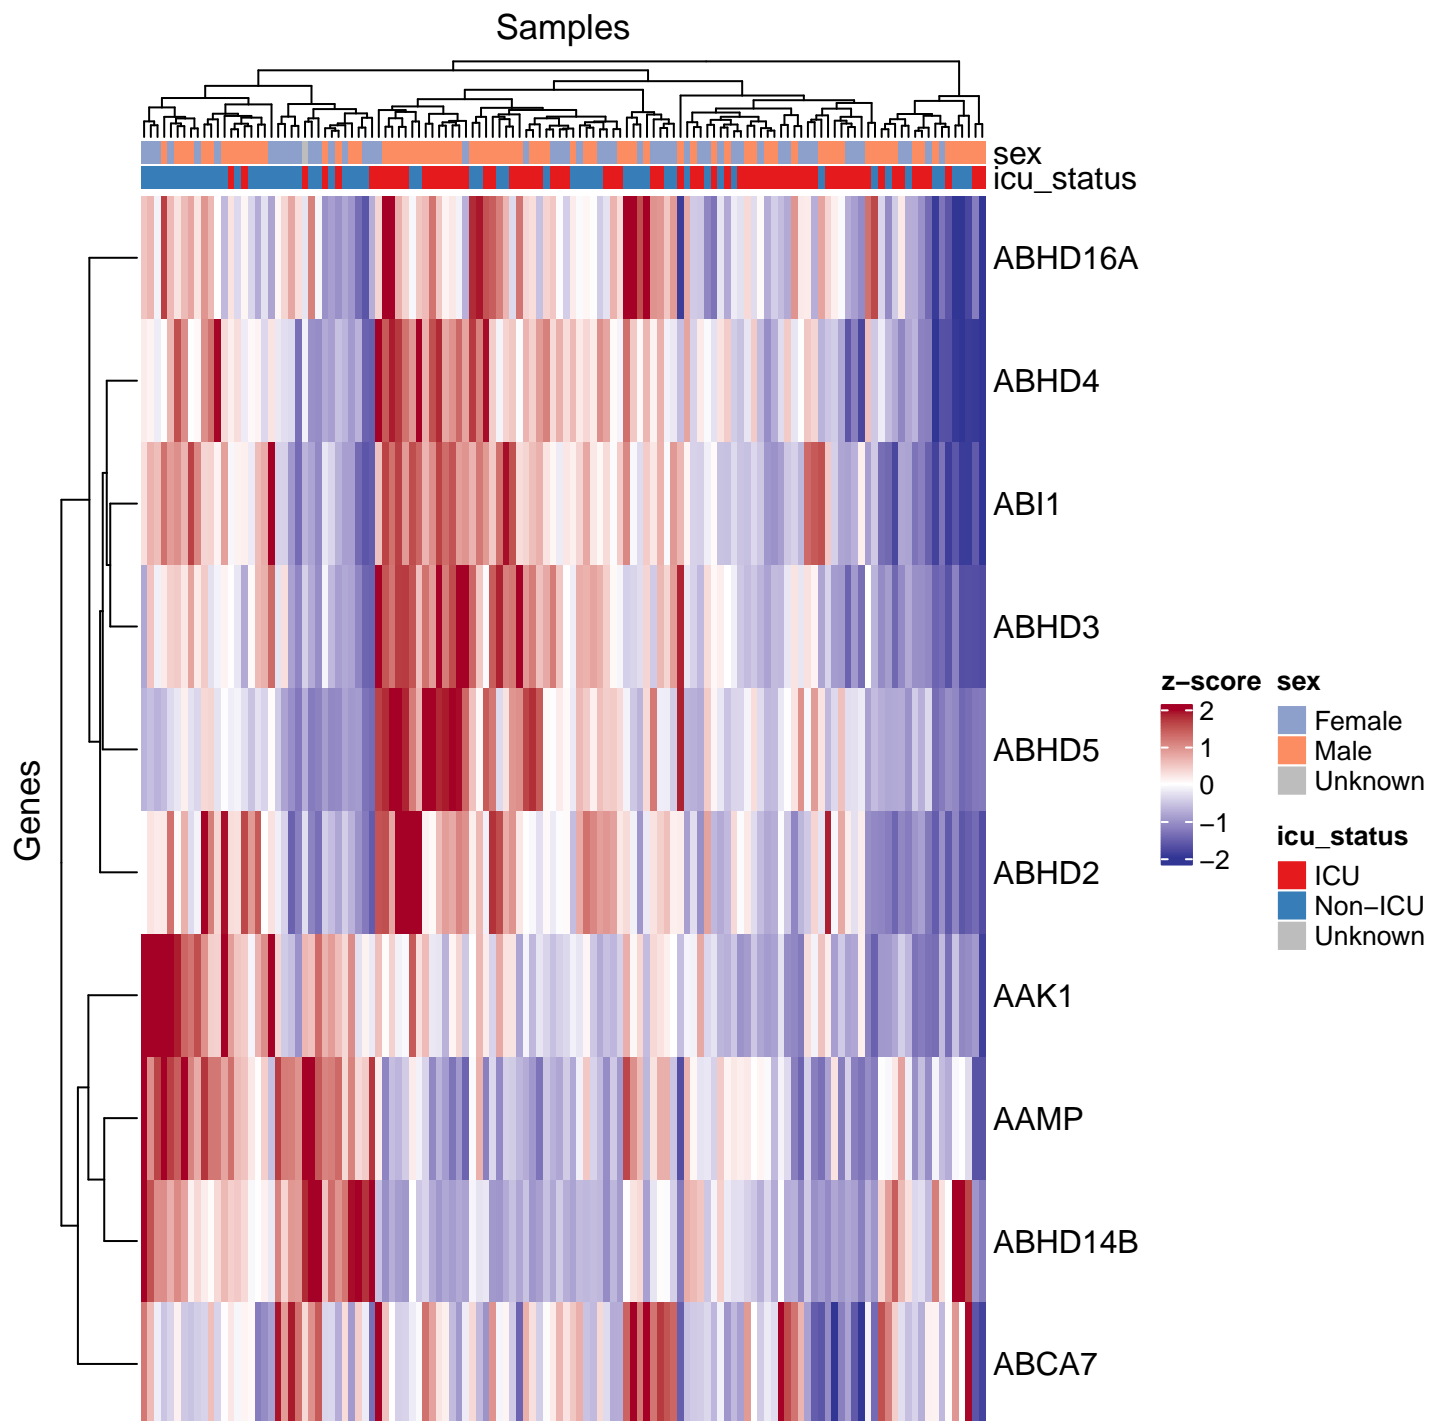 Samples
sex
icu_status
ABHD16A
ABHD4
ABI1
ABHD3
ABHD5
ABHD2
AAK1
AAMP
ABHD14B
ABCA7
Genes
z−score
2
1
0
−1
−2
sex
Female
Male
Unknown
icu_status
ICU
Non−ICU
Unknown